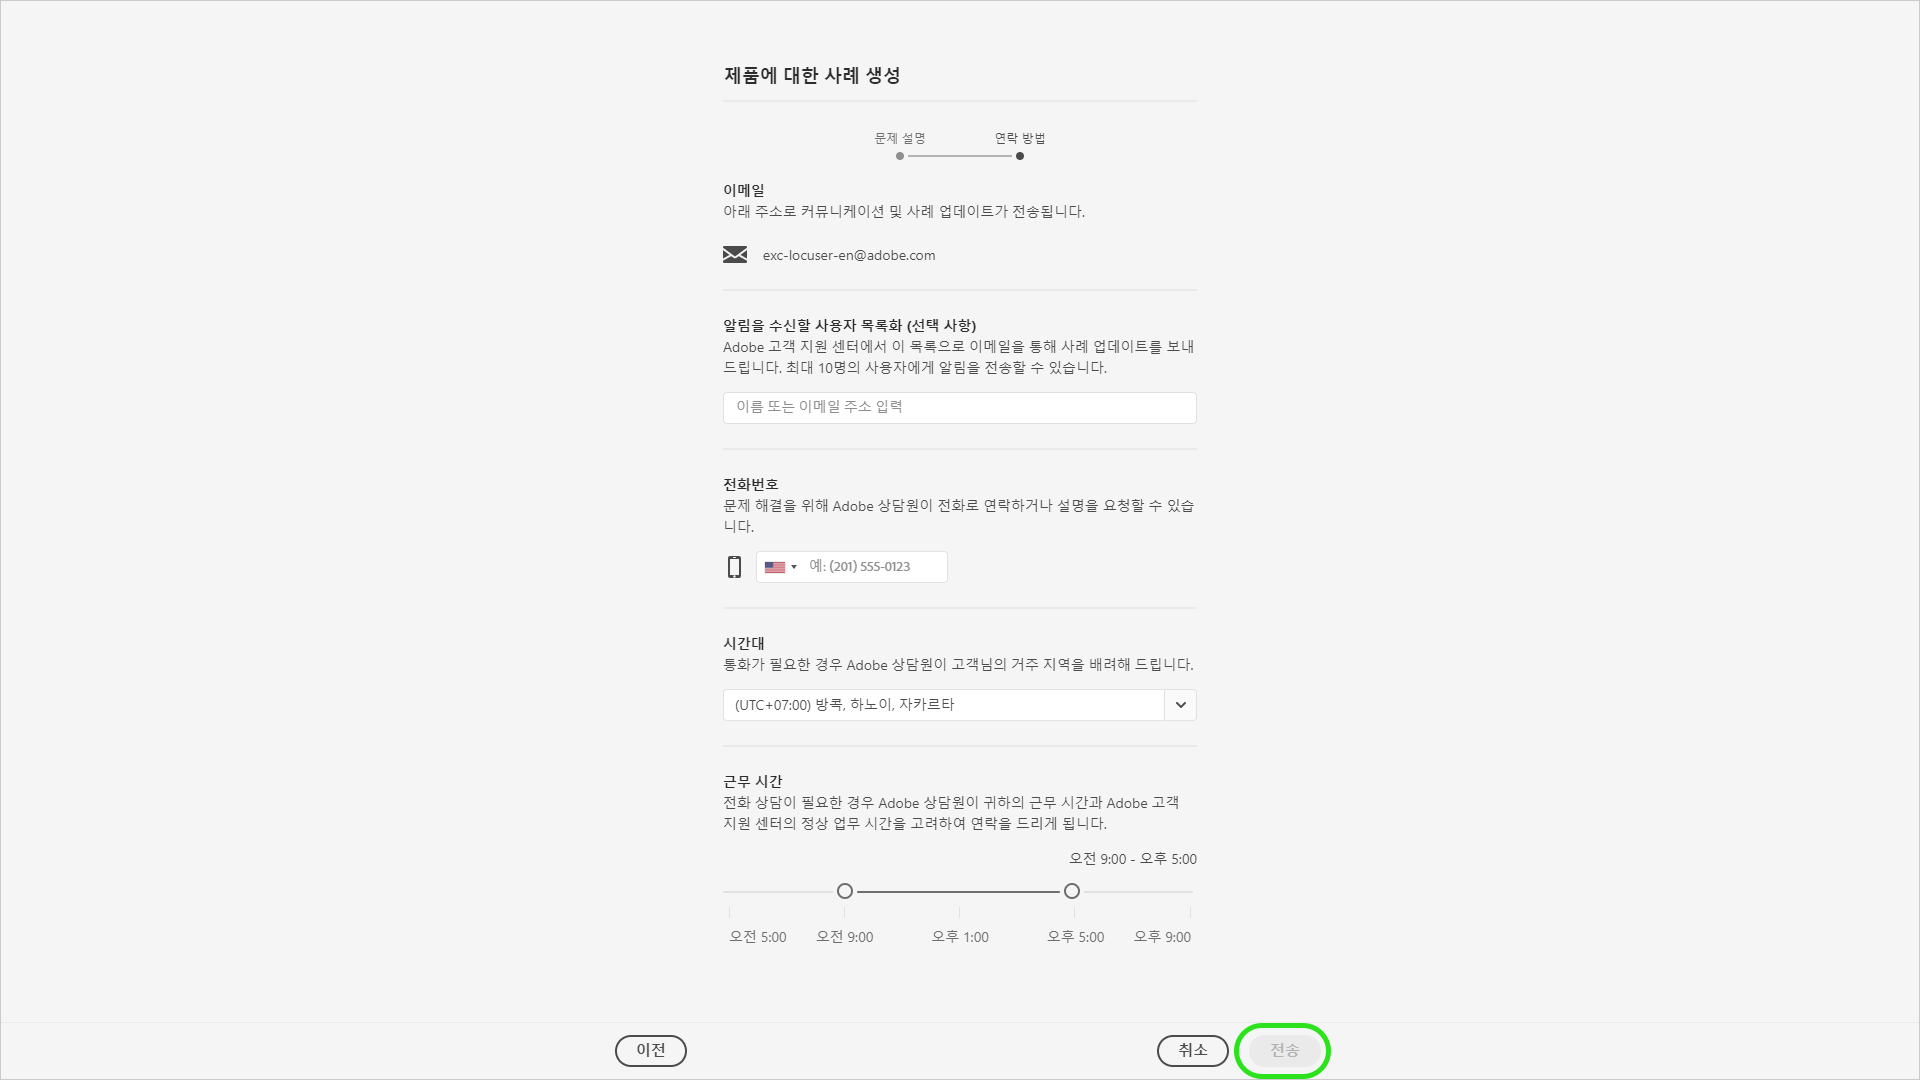 제품에 대한 사례 생성
문제 설명
연락 방법
이메일
아래 주소로 커뮤니케이션 및 사례 업데이트가 전송됩니다.
exc-locuser-en@adobe.com
알림을 수신할 사용자 목록화 (선택 사항)
Adobe 고객 지원 센터에서 이 목록으로 이메일을 통해 사례 업데이트를 보내
드립니다. 최대 10명의 사용자에게 알림을 전송할 수 있습니다.
이름 또는 이메일 주소 입력
전화번호
문제 해결을 위해 Adobe 상담원이 전화로 연락하거나 설명을 요청할 수 있습
니다.
예: (201) 555-0123
시간대
통화가 필요한 경우 Adobe 상담원이 고객님의 거주 지역을 배려해 드립니다.
(UTC+07:00) 방콕, 하노이, 자카르타
근무 시간
전화 상담이 필요한 경우 Adobe 상담원이 귀하의 근무 시간과 Adobe 고객
지원 센터의 정상 업무 시간을 고려하여 연락을 드리게 됩니다.
오전 9:00 - 오후 5:00
오전 5:00
오전 9:00
오후 1:00
오후 5:00
오후 9:00
이전
취소
전송